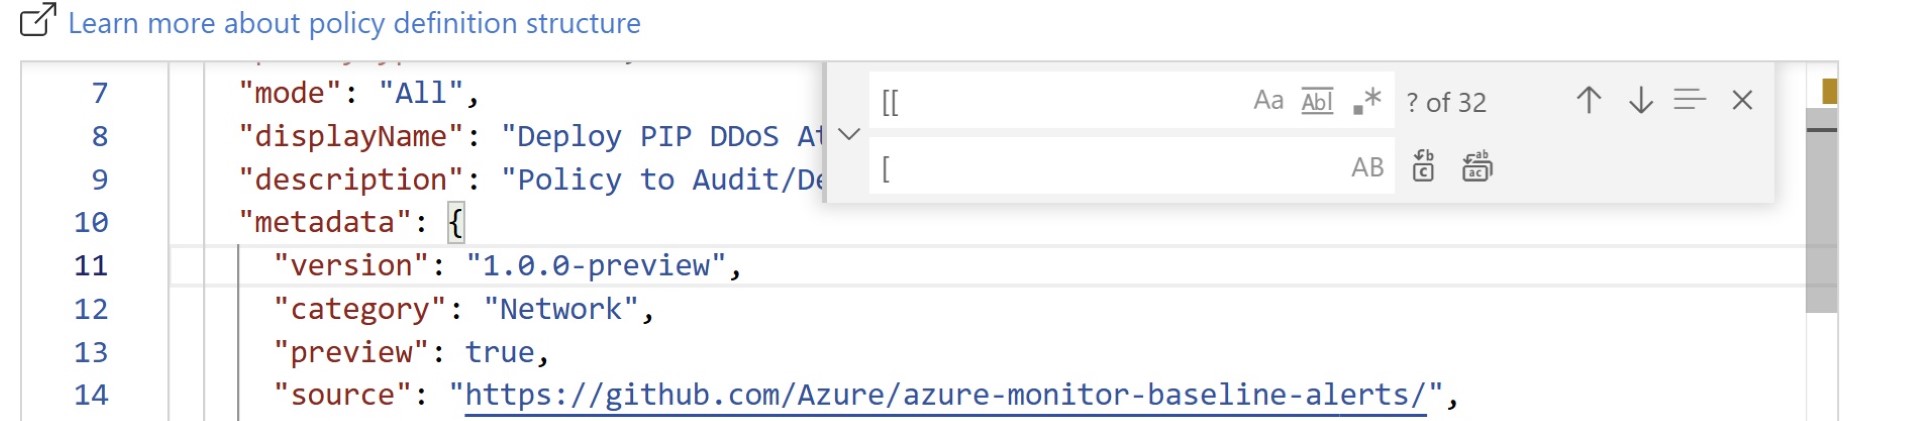 Learn more about policy definition structure
7 "mode": "All",
8 "displayName": "Deploy PIP DDoS At
9 "description": "Policy to Audit/De
10 "metadata": {
11 "version": "1.0.0-preview",
12 "category": "Network",
13 "preview": true,
14 "source": "https://github.com/Azure/azure-monitor-baseline-alerts/",
[[ Aa Abl .* ? of 32
[ AB